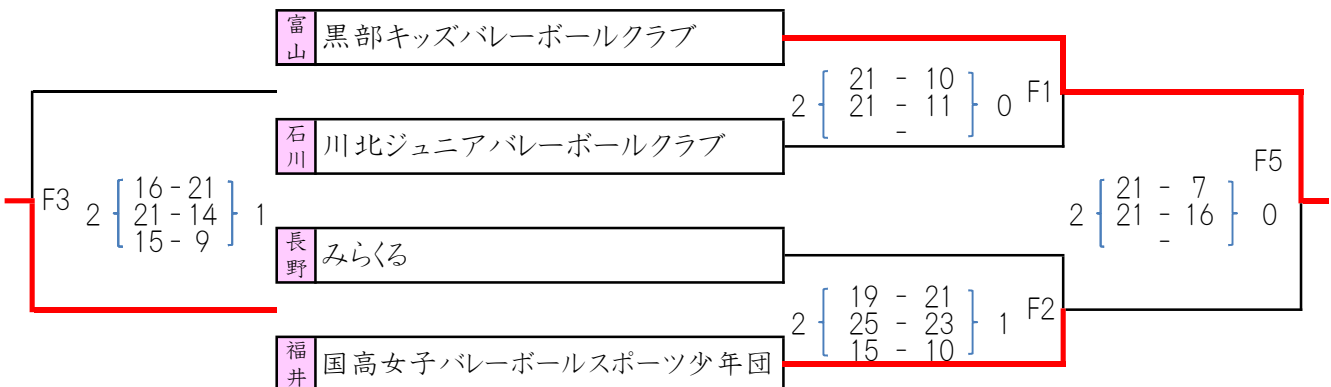 富山 黒部キッズバレーボールクラブ
2 21 - 10 0 F1
21 - 11
-
石川 川北ジュニアバレーボールクラブ
F3 2 16-21 1
21-14
15- 9
F5
2 21 - 7 0
21 - 16
-
長野 みらくる
2 19 - 21 1 F2
25 - 23
15 - 10
福井 国高女子バレーボールスポーツ少年団